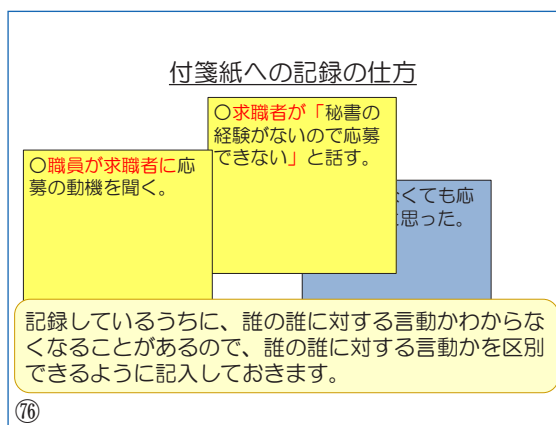 付箋紙への記録の仕方
〇求職者が「秘書の
経験がないので応募
できない」と話す。
〇職員が求職者に応
募の動機を聞く。
くても応
思った。
記録しているうちに、誰の誰に対する言動かわからな
くなることがあるので、誰の誰に対する言動かを区別
できるように記入しておきます。
76